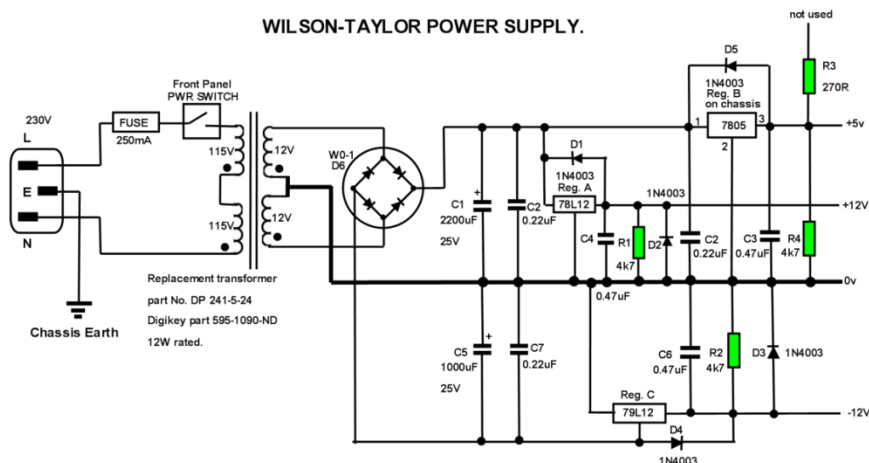 WILSON-TAYLOR POWER SUPPLY.
not used
R3
270R
D5
1N4003
Reg. B
on chassis
1
7805
3
2
+5v
Front Panel
PWR SWITCH
230V
L
FUSE
250mA
E
N
115V
115V
12V
12V
W0-1
D6
C1
+
2200uF
25V
C2
0.22uF
D1
1N4003
Reg. A
78L12
1N4003
+12V
C4
0.47uF
R1
4k7
D2
C2
0.22uF
C3
0.47uF
R4
4k7
0v
Chassis Earth
Replacement transformer
part No. DP 241-5-24
Digikey part 595-1090-ND
12W rated.
C5
+
1000uF
25V
C7
0.22uF
C6
0.47uF
R2
4k7
D3
1N4003
Reg. C
79L12
-12V
D4
1N4003